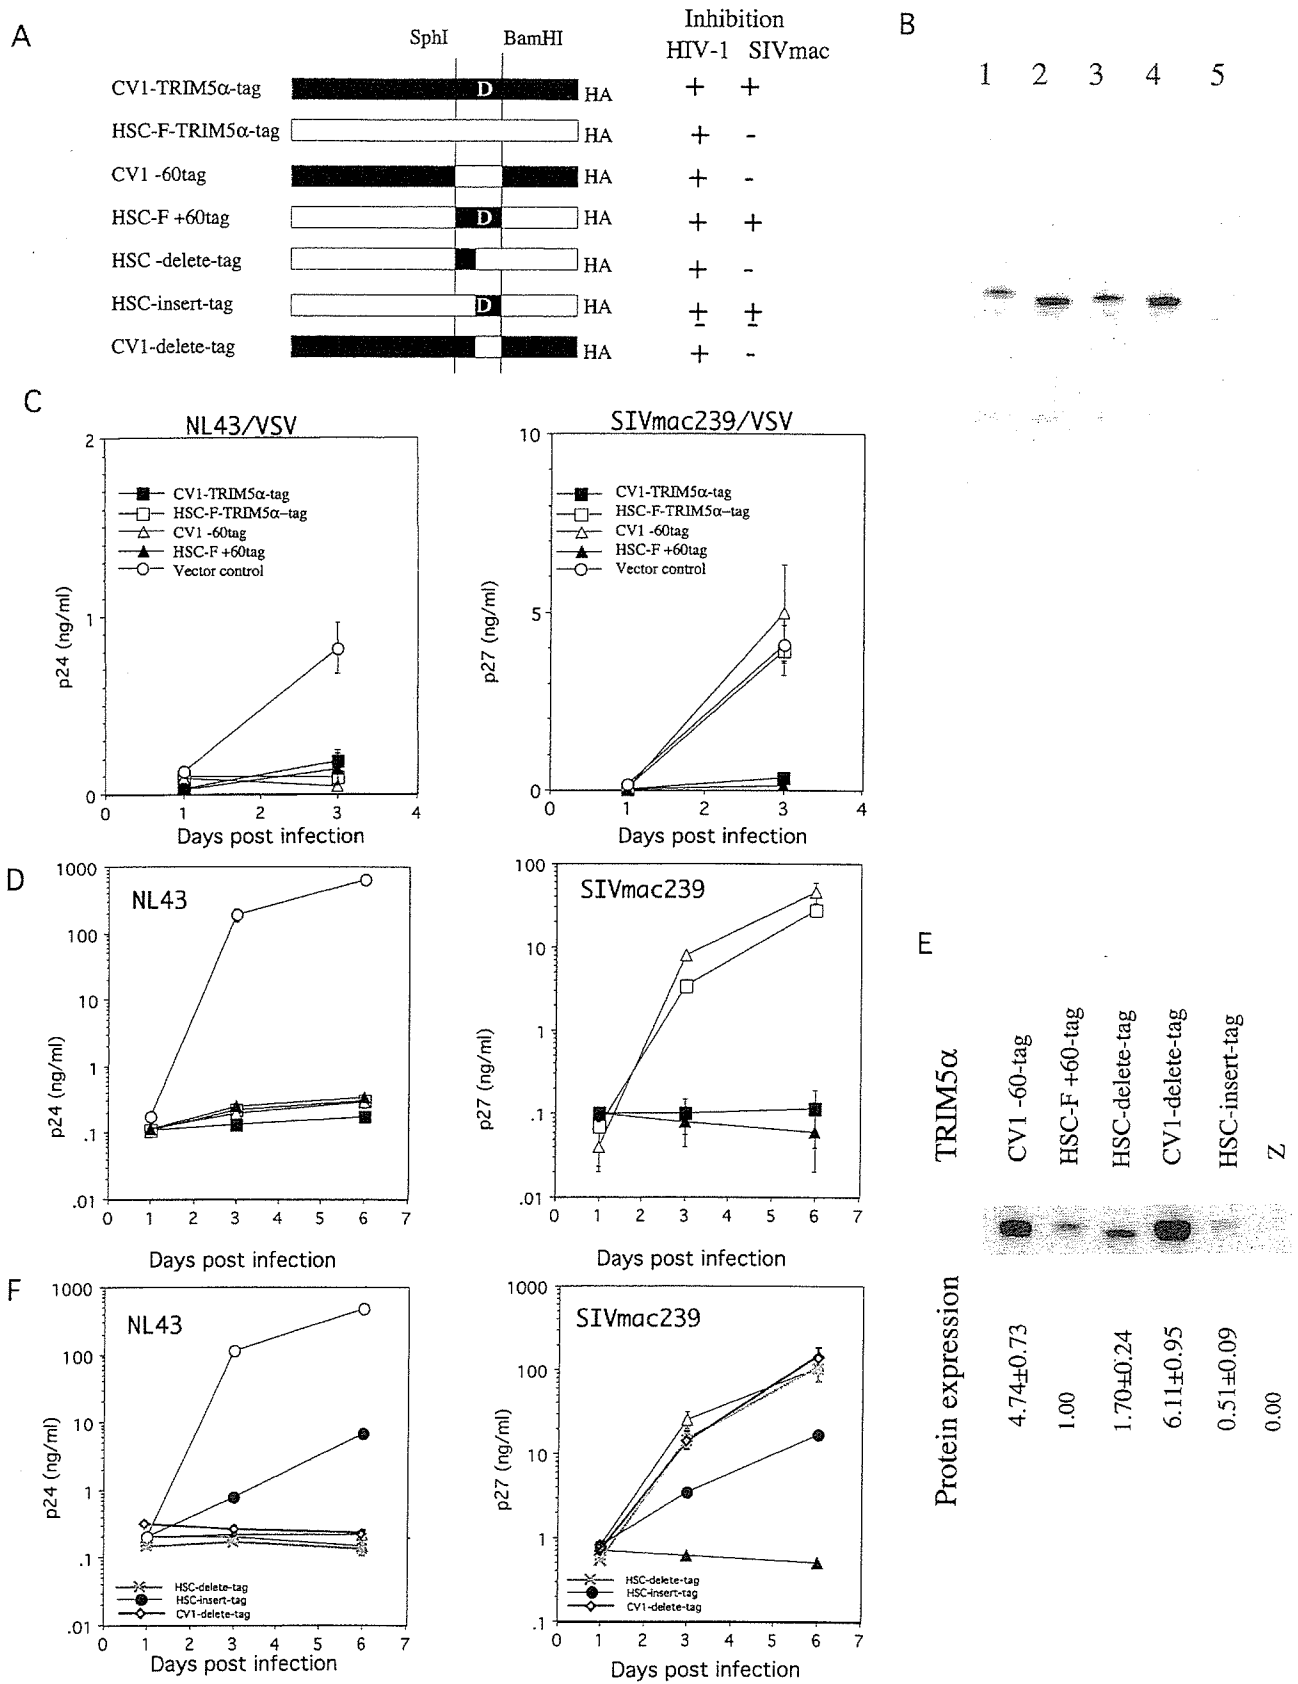 A
SphI BamHI
Inhibition
HIV-1 SIVmac
CV1-TRIM5α-tag D HA + +
HSC-F-TRIM5α-tag HA + -
CV1 -60tag HA + -
HSC-F +60tag D HA + +
HSC -delete-tag HA + -
HSC-insert-tag D HA ± ±
CV1-delete-tag HA + -
B
1 2 3 4 5
C
NL43/VSV
2
1
0
p24 (ng/ml)
CV1-TRIM5α-tag
HSC-F-TRIM5α-tag
CV1 -60tag
HSC-F +60tag
Vector control
0 1 2 3 4
Days post infection
SIVmac239/VSV
10
5
0
p27 (ng/ml)
CV1-TRIM5α-tag
HSC-F-TRIM5α-tag
CV1 -60tag
HSC-F +60tag
Vector control
0 1 2 3 4
Days post infection
D
NL43
1000
100
10
1
.1
.01
p24 (ng/ml)
0 1 2 3 4 5 6 7
Days post infection
SIVmac239
100
10
1
.1
.01
p27 (ng/ml)
0 1 2 3 4 5 6 7
Days post infection
E
TRIM5α
CV1 -60-tag
HSC-F +60-tag
HSC-delete-tag
CV1-delete-tag
HSC-insert-tag
Z
Protein expression
4.74±0.73
1.00
1.70±0.24
6.11±0.95
0.51±0.09
0.00
F
NL43
1000
100
10
1
.1
.01
p24 (ng/ml)
HSC-delete-tag
HSC-insert-tag
CV1-delete-tag
0 1 2 3 4 5 6 7
Days post infection
SIVmac239
1000
100
10
1
.1
p27 (ng/ml)
HSC-delete-tag
HSC-insert-tag
CV1-delete-tag
0 1 2 3 4 5 6 7
Days post infection